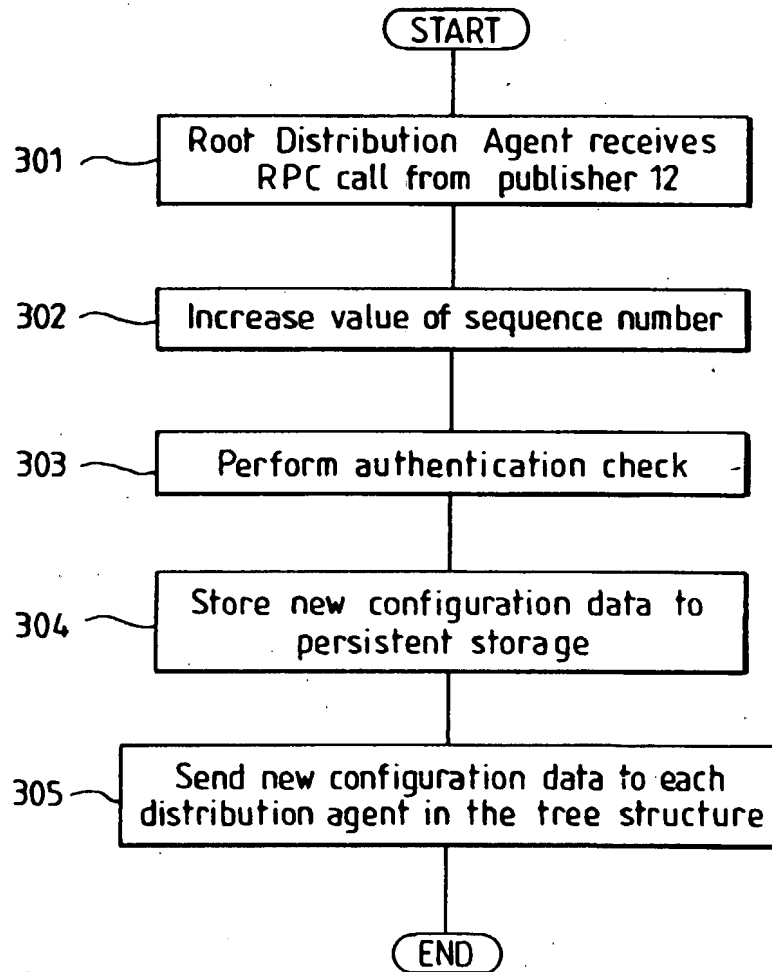 START
301
Root Distribution Agent receives
RPC call from publisher 12
302
Increase value of sequence number
303
Perform authentication check
304
Store new configuration data to
persistent storage
305
Send new configuration data to each
distribution agent in the tree structure
END